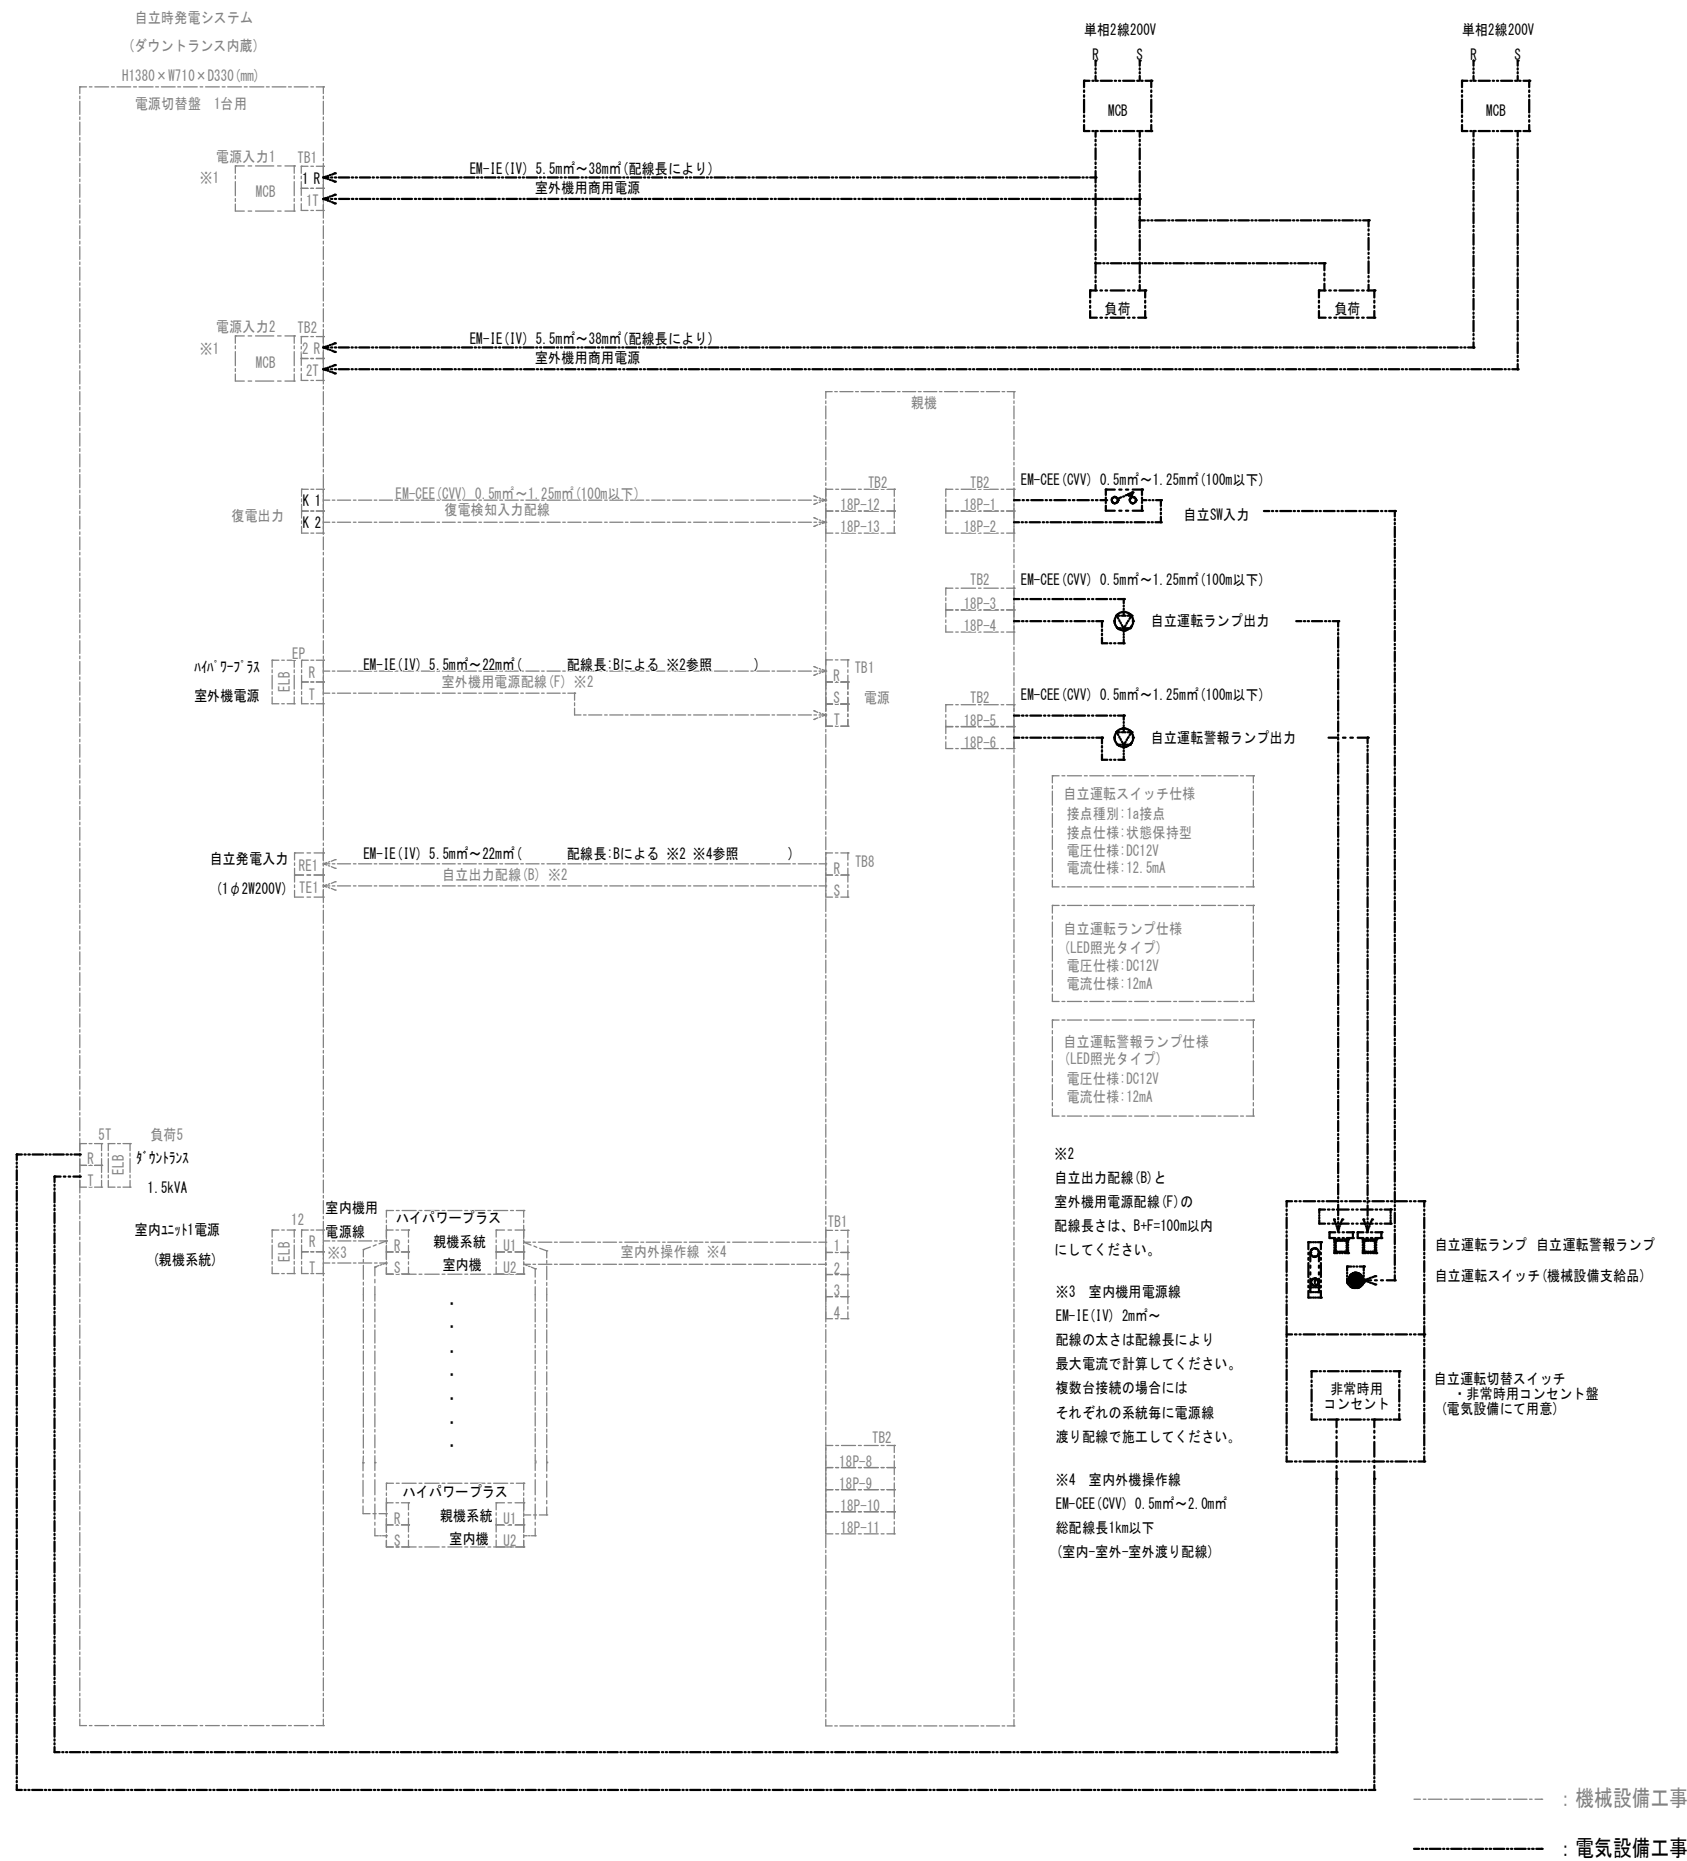 自立時発電システム
(ダウントランス内蔵)
H1380×W710×D330(mm)
電源切替盤 1台用
単相2線200V
R S
MCB
単相2線200V
R S
MCB
電源入力1 TB1
※1 MCB 1 R
1T
EM-IE(IV) 5.5m㎡～38m㎡(配線長により)
室外機用商用電源
負荷
負荷
電源入力2 TB2
※1 MCB 2 R
2T
EM-IE(IV) 5.5m㎡～38m㎡(配線長により)
室外機用商用電源
親機
復電出力
K 1
K 2
EM-CEE(CVV) 0.5m㎡～1.25m㎡(100m以下)
復電検知入力配線
TB2
18P-12
18P-13
TB2
18P-1
18P-2
EM-CEE(CVV) 0.5m㎡～1.25m㎡(100m以下)
自立SW入力
TB2
18P-3
18P-4
EM-CEE(CVV) 0.5m㎡～1.25m㎡(100m以下)
自立運転ランプ出力
ﾊｲﾊﾟﾜｰﾌﾟﾗｽ
室外機電源
EP
ELB
R
T
EM-IE(IV) 5.5m㎡～22m㎡( 配線長:Bによる ※2参照 )
室外機用電源配線(F) ※2
TB1
R
S
T
電源
TB2
18P-5
18P-6
EM-CEE(CVV) 0.5m㎡～1.25m㎡(100m以下)
自立運転警報ランプ出力
自立運転スイッチ仕様
接点種別:1a接点
接点仕様:状態保持型
電圧仕様:DC12V
電流仕様:12.5mA
自立発電入力
(1φ2W200V)
RE1
TE1
EM-IE(IV) 5.5m㎡～22m㎡( 配線長:Bによる ※2 ※4参照 )
自立出力配線(B) ※2
TB8
R
S
自立運転ランプ仕様
(LED照光タイプ)
電圧仕様:DC12V
電流仕様:12mA
自立運転警報ランプ仕様
(LED照光タイプ)
電圧仕様:DC12V
電流仕様:12mA
5T 負荷5
R
T
ELB
ﾀﾞｳﾝﾄﾗﾝｽ
1.5kVA
室内ﾕﾆｯﾄ1電源
(親機系統)
12
ELB
R
T
室内機用
電源線
※3
ハイパワープラス
親機系統
室内機
R
S
U1
U2
室内外操作線 ※4
TB1
1
2
3
4
ハイパワープラス
親機系統
室内機
R
S
U1
U2
TB2
18P-8
18P-9
18P-10
18P-11
※2
自立出力配線(B)と
室外機用電源配線(F)の
配線長さは、B+F=100m以内
にしてください。
※3 室内機用電源線
EM-IE(IV) 2m㎡～
配線の太さは配線長により
最大電流で計算してください。
複数台接続の場合には
それぞれの系統毎に電源線
渡り配線で施工してください。
※4 室内外機操作線
EM-CEE(CVV) 0.5m㎡～2.0m㎡
総配線長1km以下
(室内-室外-室外渡り配線)
自立運転ランプ 自立運転警報ランプ
自立運転スイッチ(機械設備支給品)
非常時用
コンセント
自立運転切替スイッチ
・非常時用コンセント盤
(電気設備にて用意)
：機械設備工事
：電気設備工事